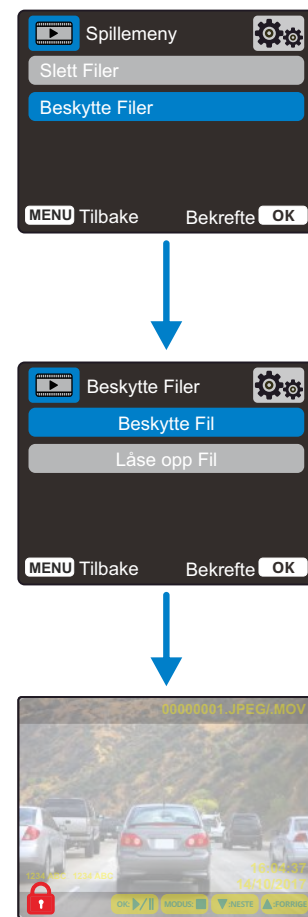 Spillemeny
Slett Filer
Beskytte Filer
MENU Tilbake Bekrefte OK
Beskytte Filer
Beskytte Fil
Låse opp Fil
MENU Tilbake Bekrefte OK
00000001.JPEG/.MOV
OK: MODUS: :NESTE :FORRIGE